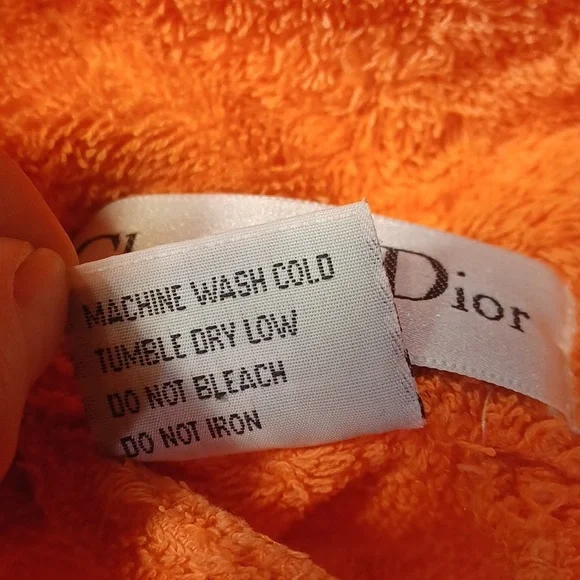 Dior
MACHINE WASH COLD
TUMBLE DRY LOW
DO NOT BLEACH
DO NOT IRON